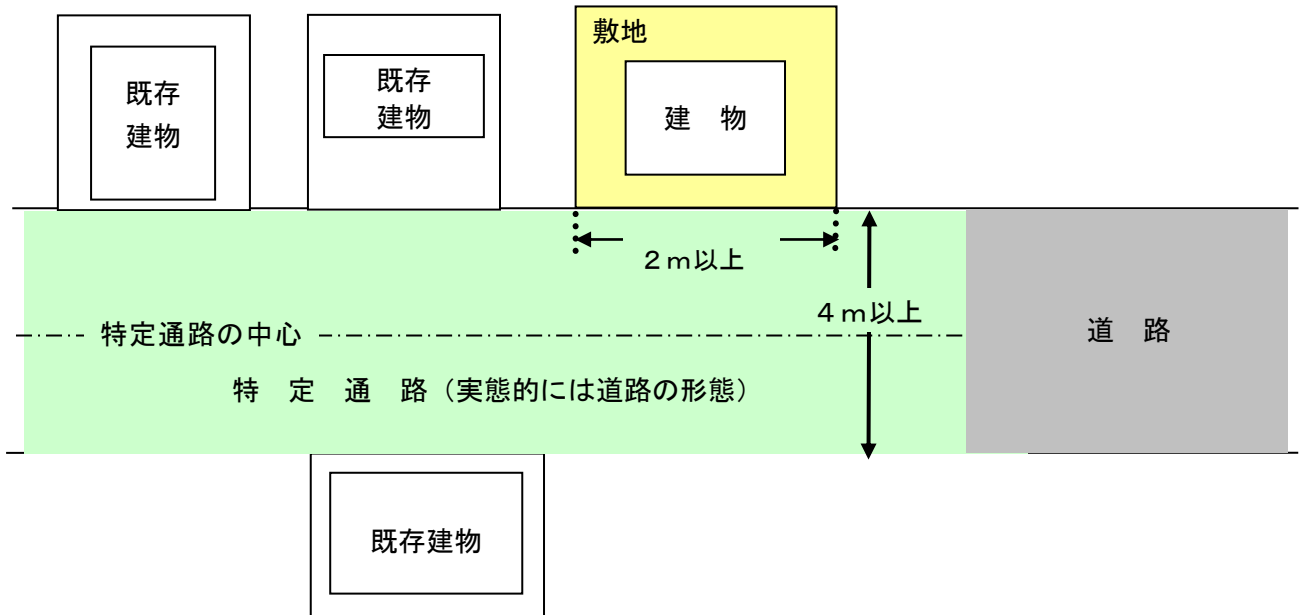 敷地
既存
建物
既存
建物
建　物
２ｍ以上
４ｍ以上
特定通路の中心
道　路
特　定　通　路（実態的には道路の形態）
既存建物